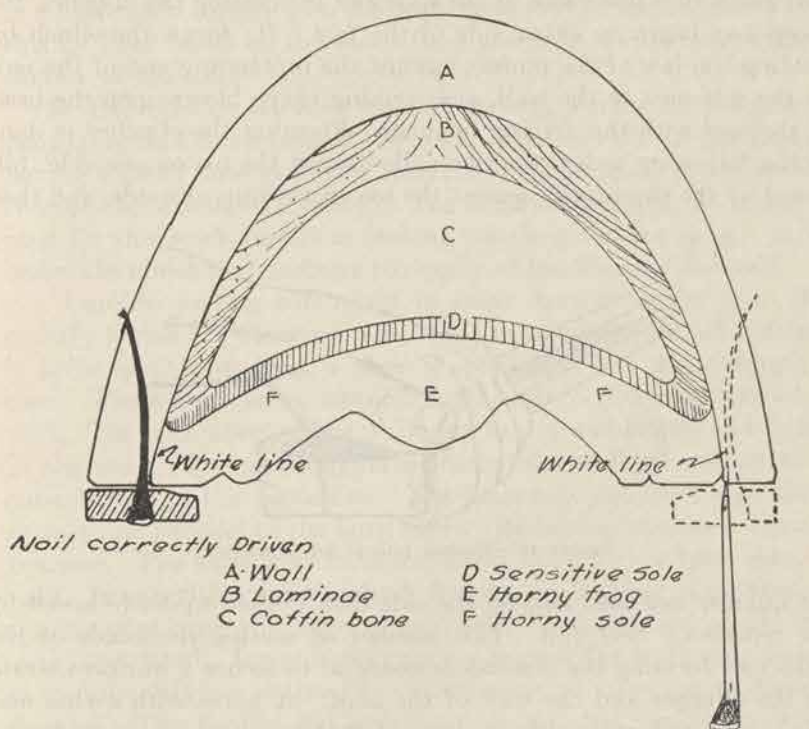 A
B
C
D
F E F
White line White line
Nail correctly Driven
A-Wall D Sensitive Sole
B Laminae E Horny frog
C Coffin bone F Horny sole